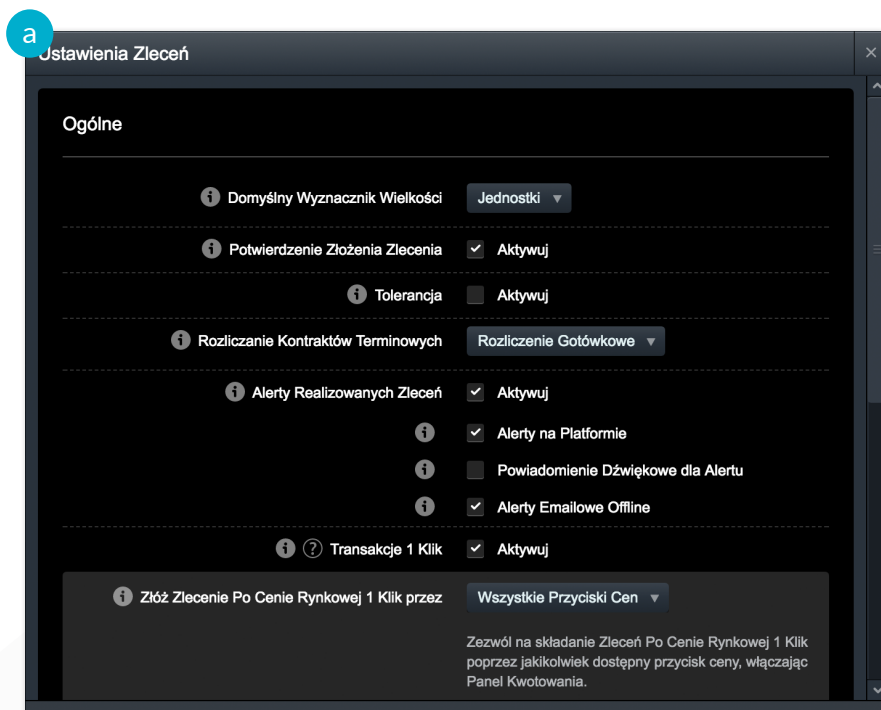 a
Ustawienia Zleceń
Ogólne
Domyślny Wyznacznik Wielkości Jednostki
Potwierdzenie Złożenia Zlecenia Aktywuj
Tolerancja Aktywuj
Rozliczanie Kontraktów Terminowych Rozliczenie Gotówkowe
Alerty Realizowanych Zleceń Aktywuj
Alerty na Platformie
Powiadomienie Dźwiękowe dla Alertu
Alerty Emailowe Offline
Transakcje 1 Klik Aktywuj
Złóż Zlecenie Po Cenie Rynkowej 1 Klik przez Wszystkie Przyciski Cen
Zezwól na składanie Zleceń Po Cenie Rynkowej 1 Klik
poprzez jakikolwiek dostępny przycisk ceny, włączając
Panel Kwotowania.